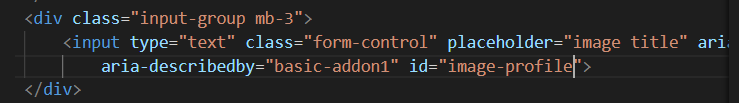 <div class="input-group mb-3">
<input type="text" class="form-control" placeholder="image title" aria
aria-describedby="basic-addon1" id="image-profile">
</div>